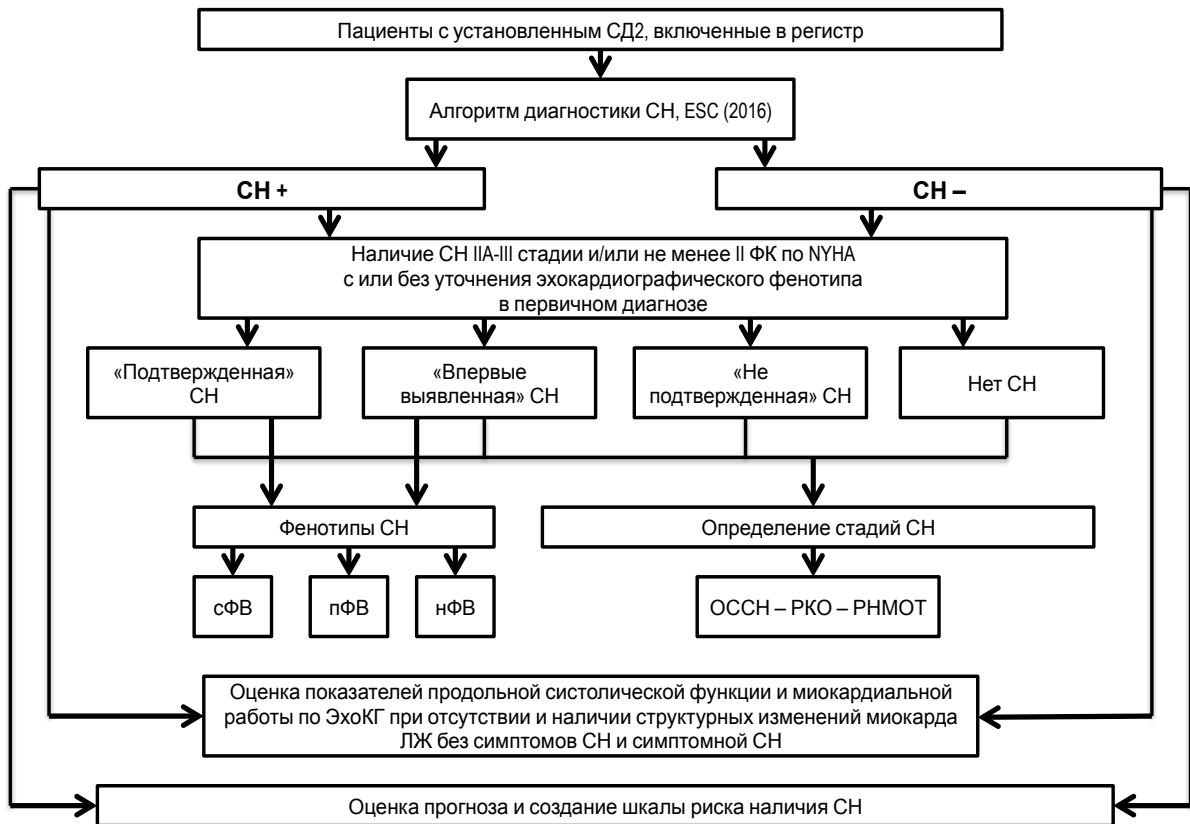 Пациенты с установленным СД2, включенные в регистр
Алгоритм диагностики СН, ESC (2016)
СН +
СН –
Наличие СН IIA-III стадии и/или не менее II ФК по NYHA
с или без уточнения эхокардиографического фенотипа
в первичном диагнозе
«Подтвержденная»
СН
«Впервые
выявленная» СН
«Не
подтвержденная» СН
Нет СН
Фенотипы СН
Определение стадий СН
сФВ
пФВ
нФВ
ОССН – РКО – РНМОТ
Оценка показателей продольной систолической функции и миокардиальной
работы по ЭхоКГ при отсутствии и наличии структурных изменений миокарда
ЛЖ без симптомов СН и симптомной СН
Оценка прогноза и создание шкалы риска наличия СН